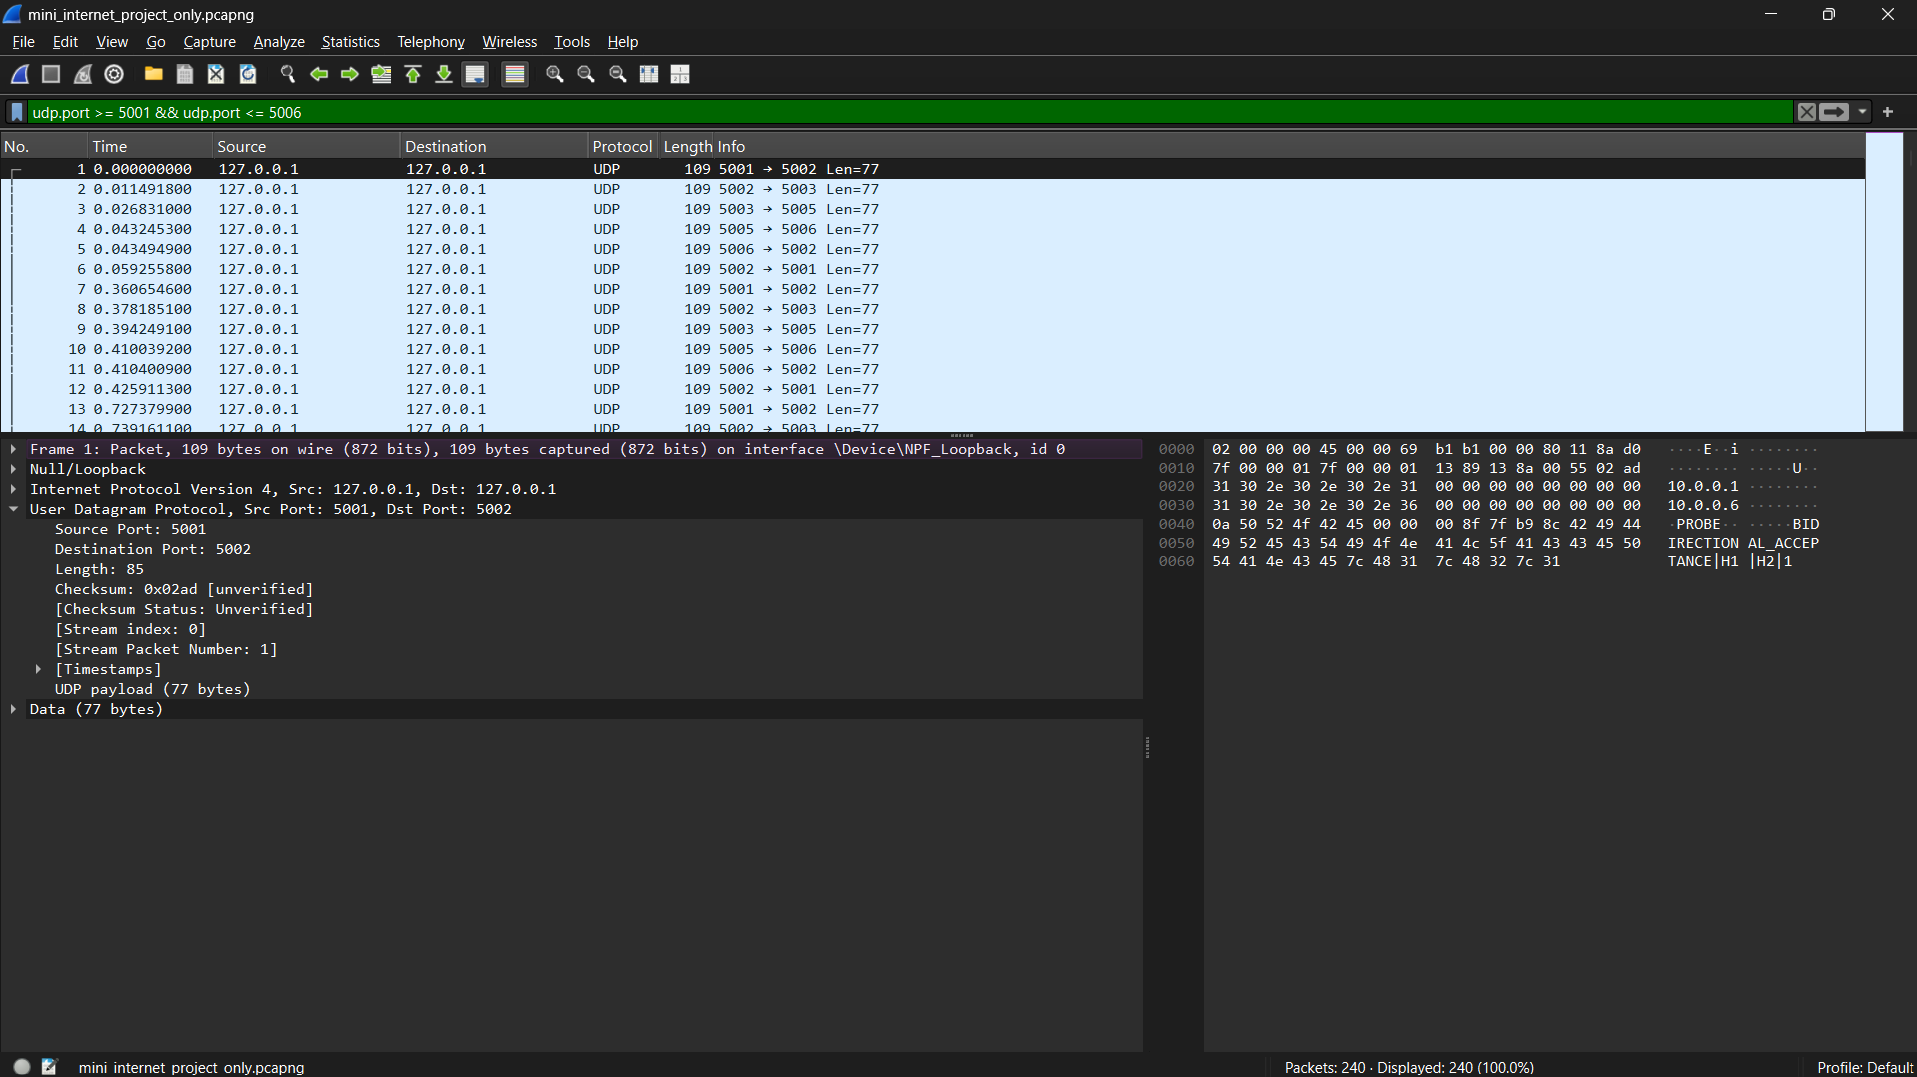 mini_internet_project_only.pcapng
File Edit View Go Capture Analyze Statistics Telephony Wireless Tools Help
udp.port >= 5001 && udp.port <= 5006
No. Time Source Destination Protocol Length Info
1 0.000000000 127.0.0.1 127.0.0.1 UDP 109 5001 → 5002 Len=77
2 0.011491800 127.0.0.1 127.0.0.1 UDP 109 5002 → 5003 Len=77
3 0.026831000 127.0.0.1 127.0.0.1 UDP 109 5003 → 5005 Len=77
4 0.043245300 127.0.0.1 127.0.0.1 UDP 109 5005 → 5006 Len=77
5 0.043494900 127.0.0.1 127.0.0.1 UDP 109 5006 → 5002 Len=77
6 0.059255800 127.0.0.1 127.0.0.1 UDP 109 5002 → 5001 Len=77
7 0.360654600 127.0.0.1 127.0.0.1 UDP 109 5001 → 5002 Len=77
8 0.378185100 127.0.0.1 127.0.0.1 UDP 109 5002 → 5003 Len=77
9 0.394249100 127.0.0.1 127.0.0.1 UDP 109 5003 → 5005 Len=77
10 0.410039200 127.0.0.1 127.0.0.1 UDP 109 5005 → 5006 Len=77
11 0.410400900 127.0.0.1 127.0.0.1 UDP 109 5006 → 5002 Len=77
12 0.425911300 127.0.0.1 127.0.0.1 UDP 109 5002 → 5001 Len=77
13 0.727379900 127.0.0.1 127.0.0.1 UDP 109 5001 → 5002 Len=77
14 0.739161100 127.0.0.1 127.0.0.1 UDP 109 5002 → 5003 Len=77
Frame 1: Packet, 109 bytes on wire (872 bits), 109 bytes captured (872 bits) on interface \Device\NPF_Loopback, id 0
Null/Loopback
Internet Protocol Version 4, Src: 127.0.0.1, Dst: 127.0.0.1
User Datagram Protocol, Src Port: 5001, Dst Port: 5002
Source Port: 5001
Destination Port: 5002
Length: 85
Checksum: 0x02ad [unverified]
[Checksum Status: Unverified]
[Stream index: 0]
[Stream Packet Number: 1]
[Timestamps]
UDP payload (77 bytes)
Data (77 bytes)
0000 02 00 00 00 45 00 00 69 b1 b1 00 00 80 11 8a d0 ····E··i ········
0010 7f 00 00 01 7f 00 00 01 13 89 13 8a 00 55 02 ad ········ ·····U··
0020 31 30 2e 30 2e 30 2e 31 00 00 00 00 00 00 00 00 10.0.0.1 ········
0030 31 30 2e 30 2e 30 2e 36 00 00 00 00 00 00 00 00 10.0.0.6 ········
0040 0a 50 52 4f 42 45 00 00 00 8f 7f b9 8c 42 49 44 ·PROBE·· ·····BID
0050 49 52 45 43 54 49 4f 4e 41 4c 5f 41 43 43 45 50 IRECTION AL_ACCEP
0060 54 41 4e 43 45 7c 48 31 7c 48 32 7c 31 TANCE|H1 |H2|1
mini_internet_project_only.pcapng
Packets: 240 · Displayed: 240 (100.0%)
Profile: Default